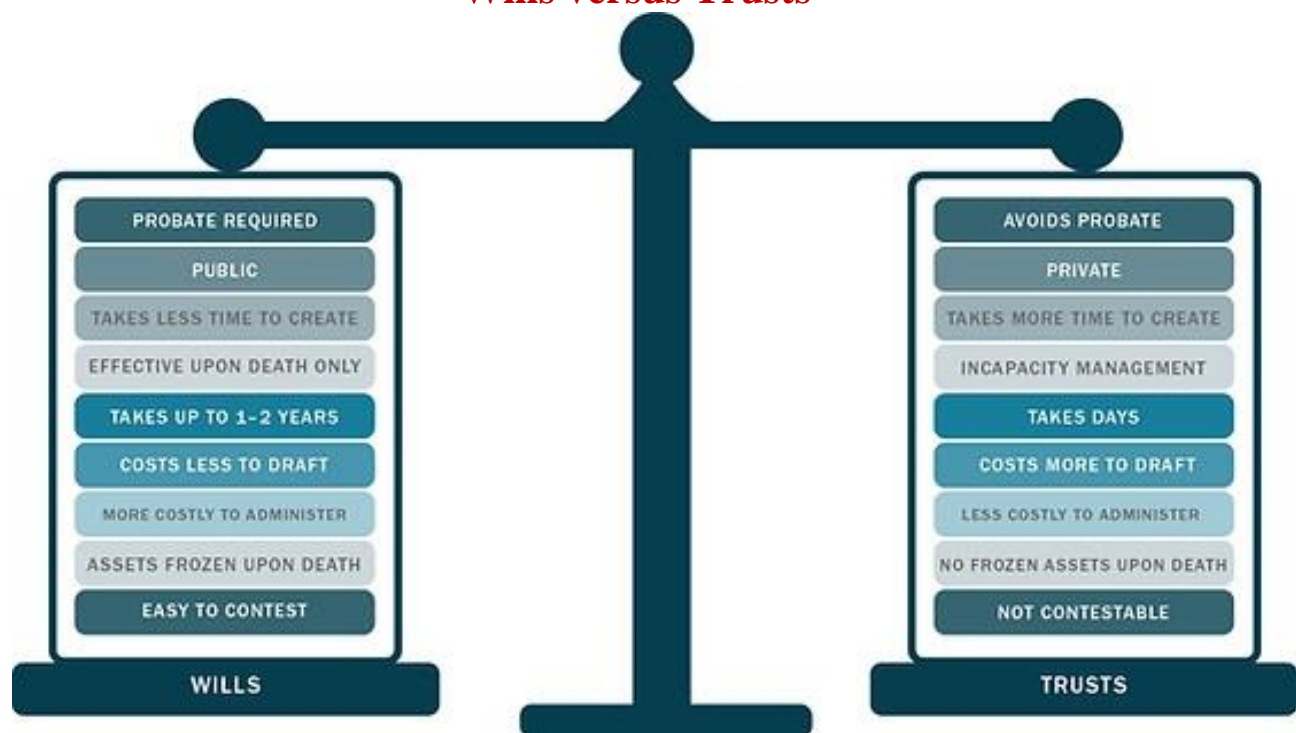 Wills versus Trusts
PROBATE REQUIRED
PUBLIC
TAKES LESS TIME TO CREATE
EFFECTIVE UPON DEATH ONLY
TAKES UP TO 1–2 YEARS
COSTS LESS TO DRAFT
MORE COSTLY TO ADMINISTER
ASSETS FROZEN UPON DEATH
EASY TO CONTEST
WILLS
AVOIDS PROBATE
PRIVATE
TAKES MORE TIME TO CREATE
INCAPACITY MANAGEMENT
TAKES DAYS
COSTS MORE TO DRAFT
LESS COSTLY TO ADMINISTER
NO FROZEN ASSETS UPON DEATH
NOT CONTESTABLE
TRUSTS